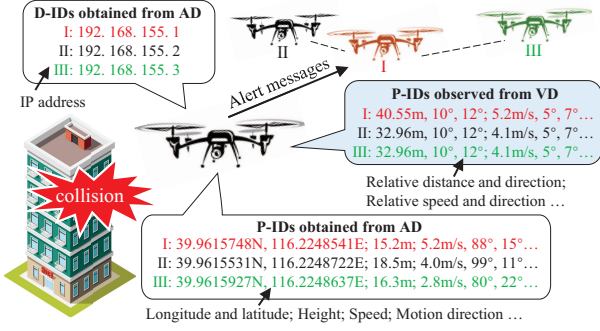 D-IDs obtained from AD
I: 192. 168. 155. 1
II: 192. 168. 155. 2
III: 192. 168. 155. 3
IP address
II
I
III
Alert messages
P-IDs observed from VD
I: 40.55m, 10°, 12°; 5.2m/s, 5°, 7°…
II: 32.96m, 10°, 12°; 4.1m/s, 5°, 7°…
III: 32.96m, 10°, 12°; 4.1m/s, 5°, 7°…
Relative distance and direction;
Relative speed and direction …
collision
P-IDs obtained from AD
I: 39.9615748N, 116.2248541E; 15.2m; 5.2m/s, 88°, 15°…
II: 39.9615531N, 116.2248722E; 18.5m; 4.0m/s, 99°, 11°…
III: 39.9615927N, 116.2248637E; 16.3m; 2.8m/s, 80°, 22°…
Longitude and latitude; Height; Speed; Motion direction …